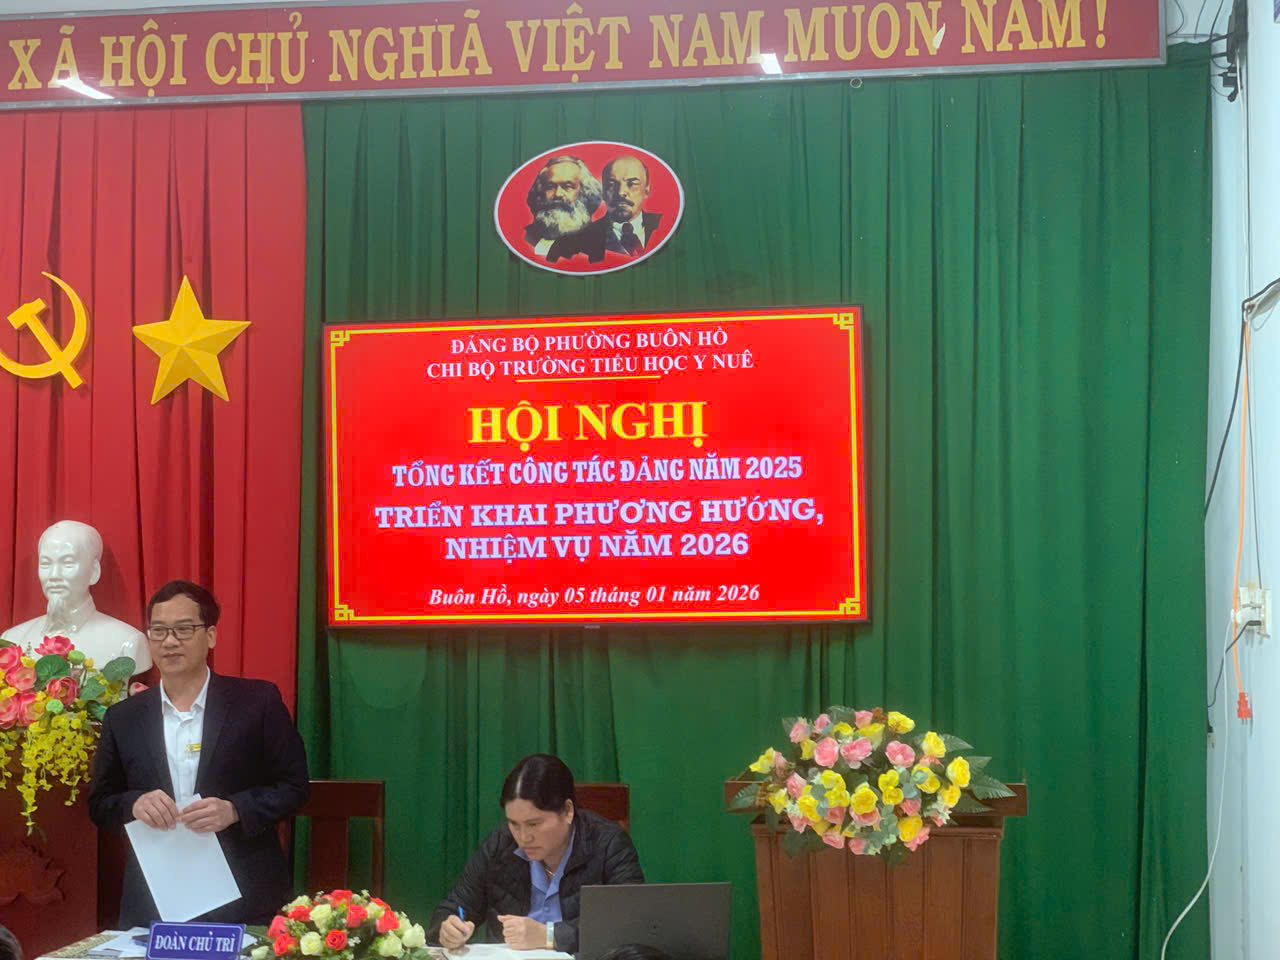 XÃ HỘI CHỦ NGHĨA VIỆT NAM MUÔN NĂM!
ĐẢNG BỘ PHƯỜNG BUÔN HỒ
CHI BỘ TRƯỜNG TIỂU HỌC Y NUÊ
HỘI NGHỊ
TỔNG KẾT CÔNG TÁC ĐẢNG NĂM 2025
TRIỂN KHAI PHƯƠNG HƯỚNG,
NHIỆM VỤ NĂM 2026
Buôn Hồ, ngày 05 tháng 01 năm 2026
ĐOÀN CHỦ TRÌ